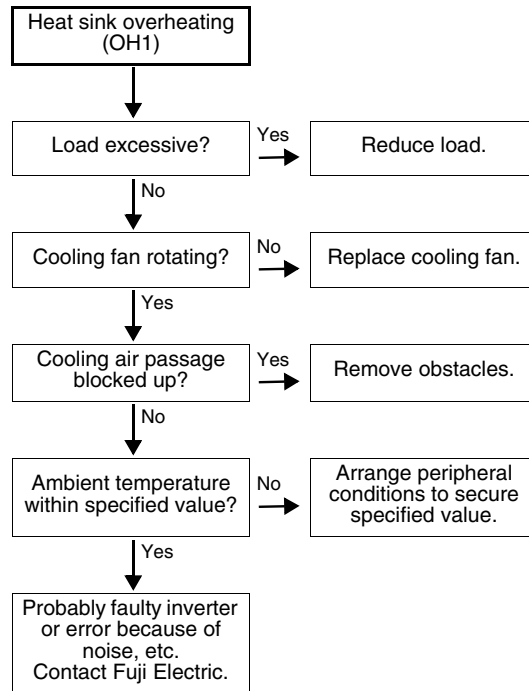 Heat sink overheating
(OH1)
Load excessive?
Yes
Reduce load.
No
Cooling fan rotating?
No
Replace cooling fan.
Yes
Cooling air passage
blocked up?
Yes
Remove obstacles.
No
Ambient temperature
within specified value?
No
Arrange peripheral
conditions to secure
specified value.
Yes
Probably faulty inverter
or error because of
noise, etc.
Contact Fuji Electric.